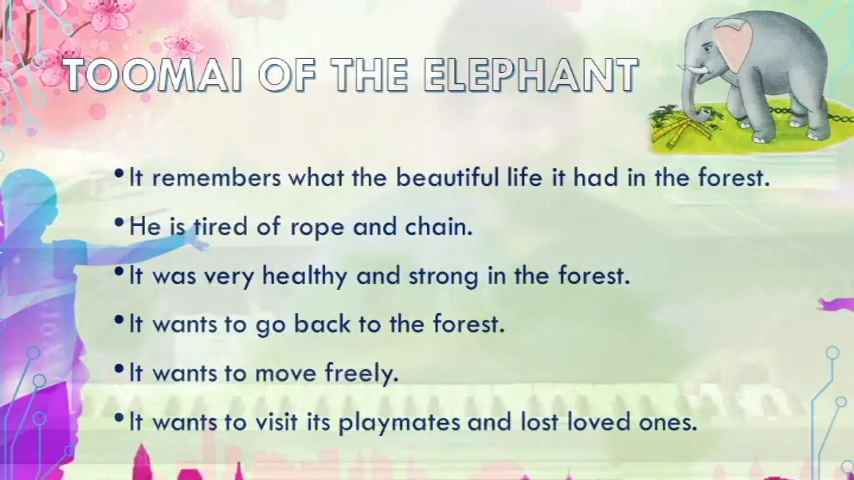 TOOMAI OF THE ELEPHANT
•It remembers what the beautiful life it had in the forest.
•He is tired of rope and chain.
•It was very healthy and strong in the forest.
•It wants to go back to the forest.
•It wants to move freely.
•It wants to visit its playmates and lost loved ones.